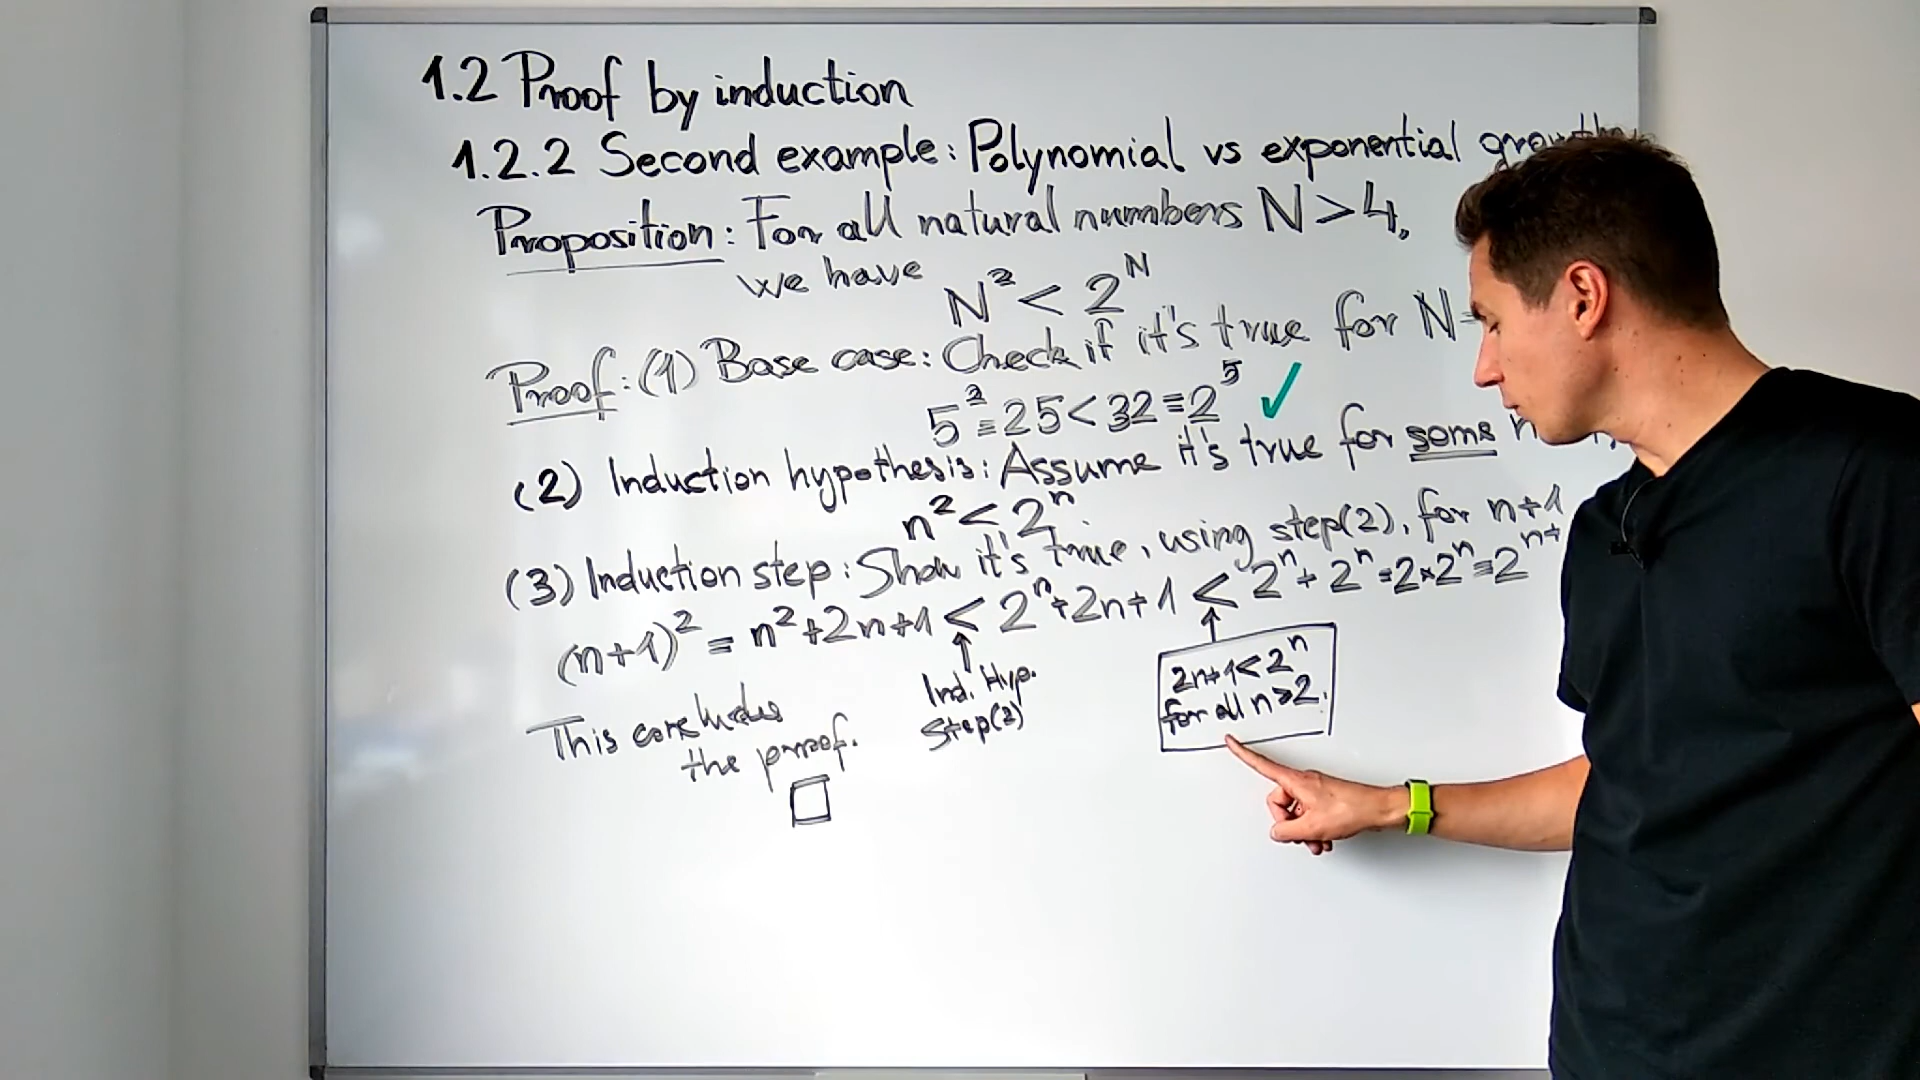 1.2 Proof by induction
1.2.2 Second example: Polynomial vs exponential growth
Proposition: For all natural numbers N>4,
we have
N² < 2^N
Proof: (1) Base case: Check if it's true for N=
5² = 25 < 32 = 2⁵ ✓
(2) Induction hypothesis: Assume it's true for some n
n² < 2ⁿ.
(3) Induction step: Show it's true, using step(2), for n+1
(n+1)² = n²+2n+1 < 2ⁿ+2n+1 < 2ⁿ+2ⁿ=2×2ⁿ=2ⁿ⁺
↑
Ind. Hyp.
Step(2)
↑
2n+1<2ⁿ
for all n>2.
This concludes
the proof.
□